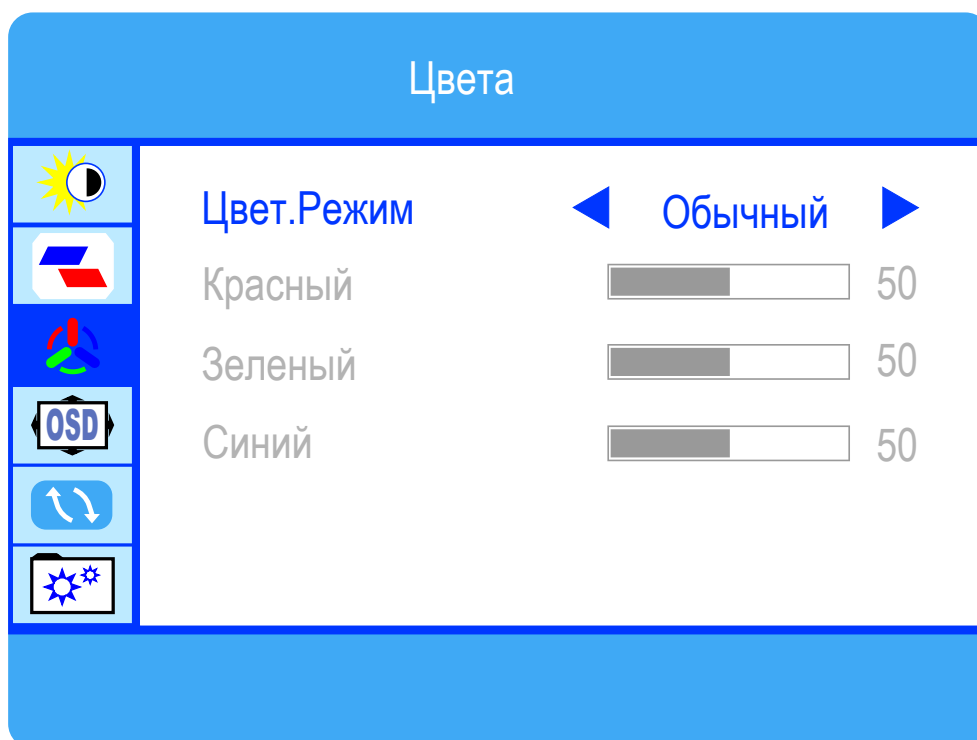 Цвета
Цвет.Режим Обычный
Красный 50
Зеленый 50
OSD
Синий 50